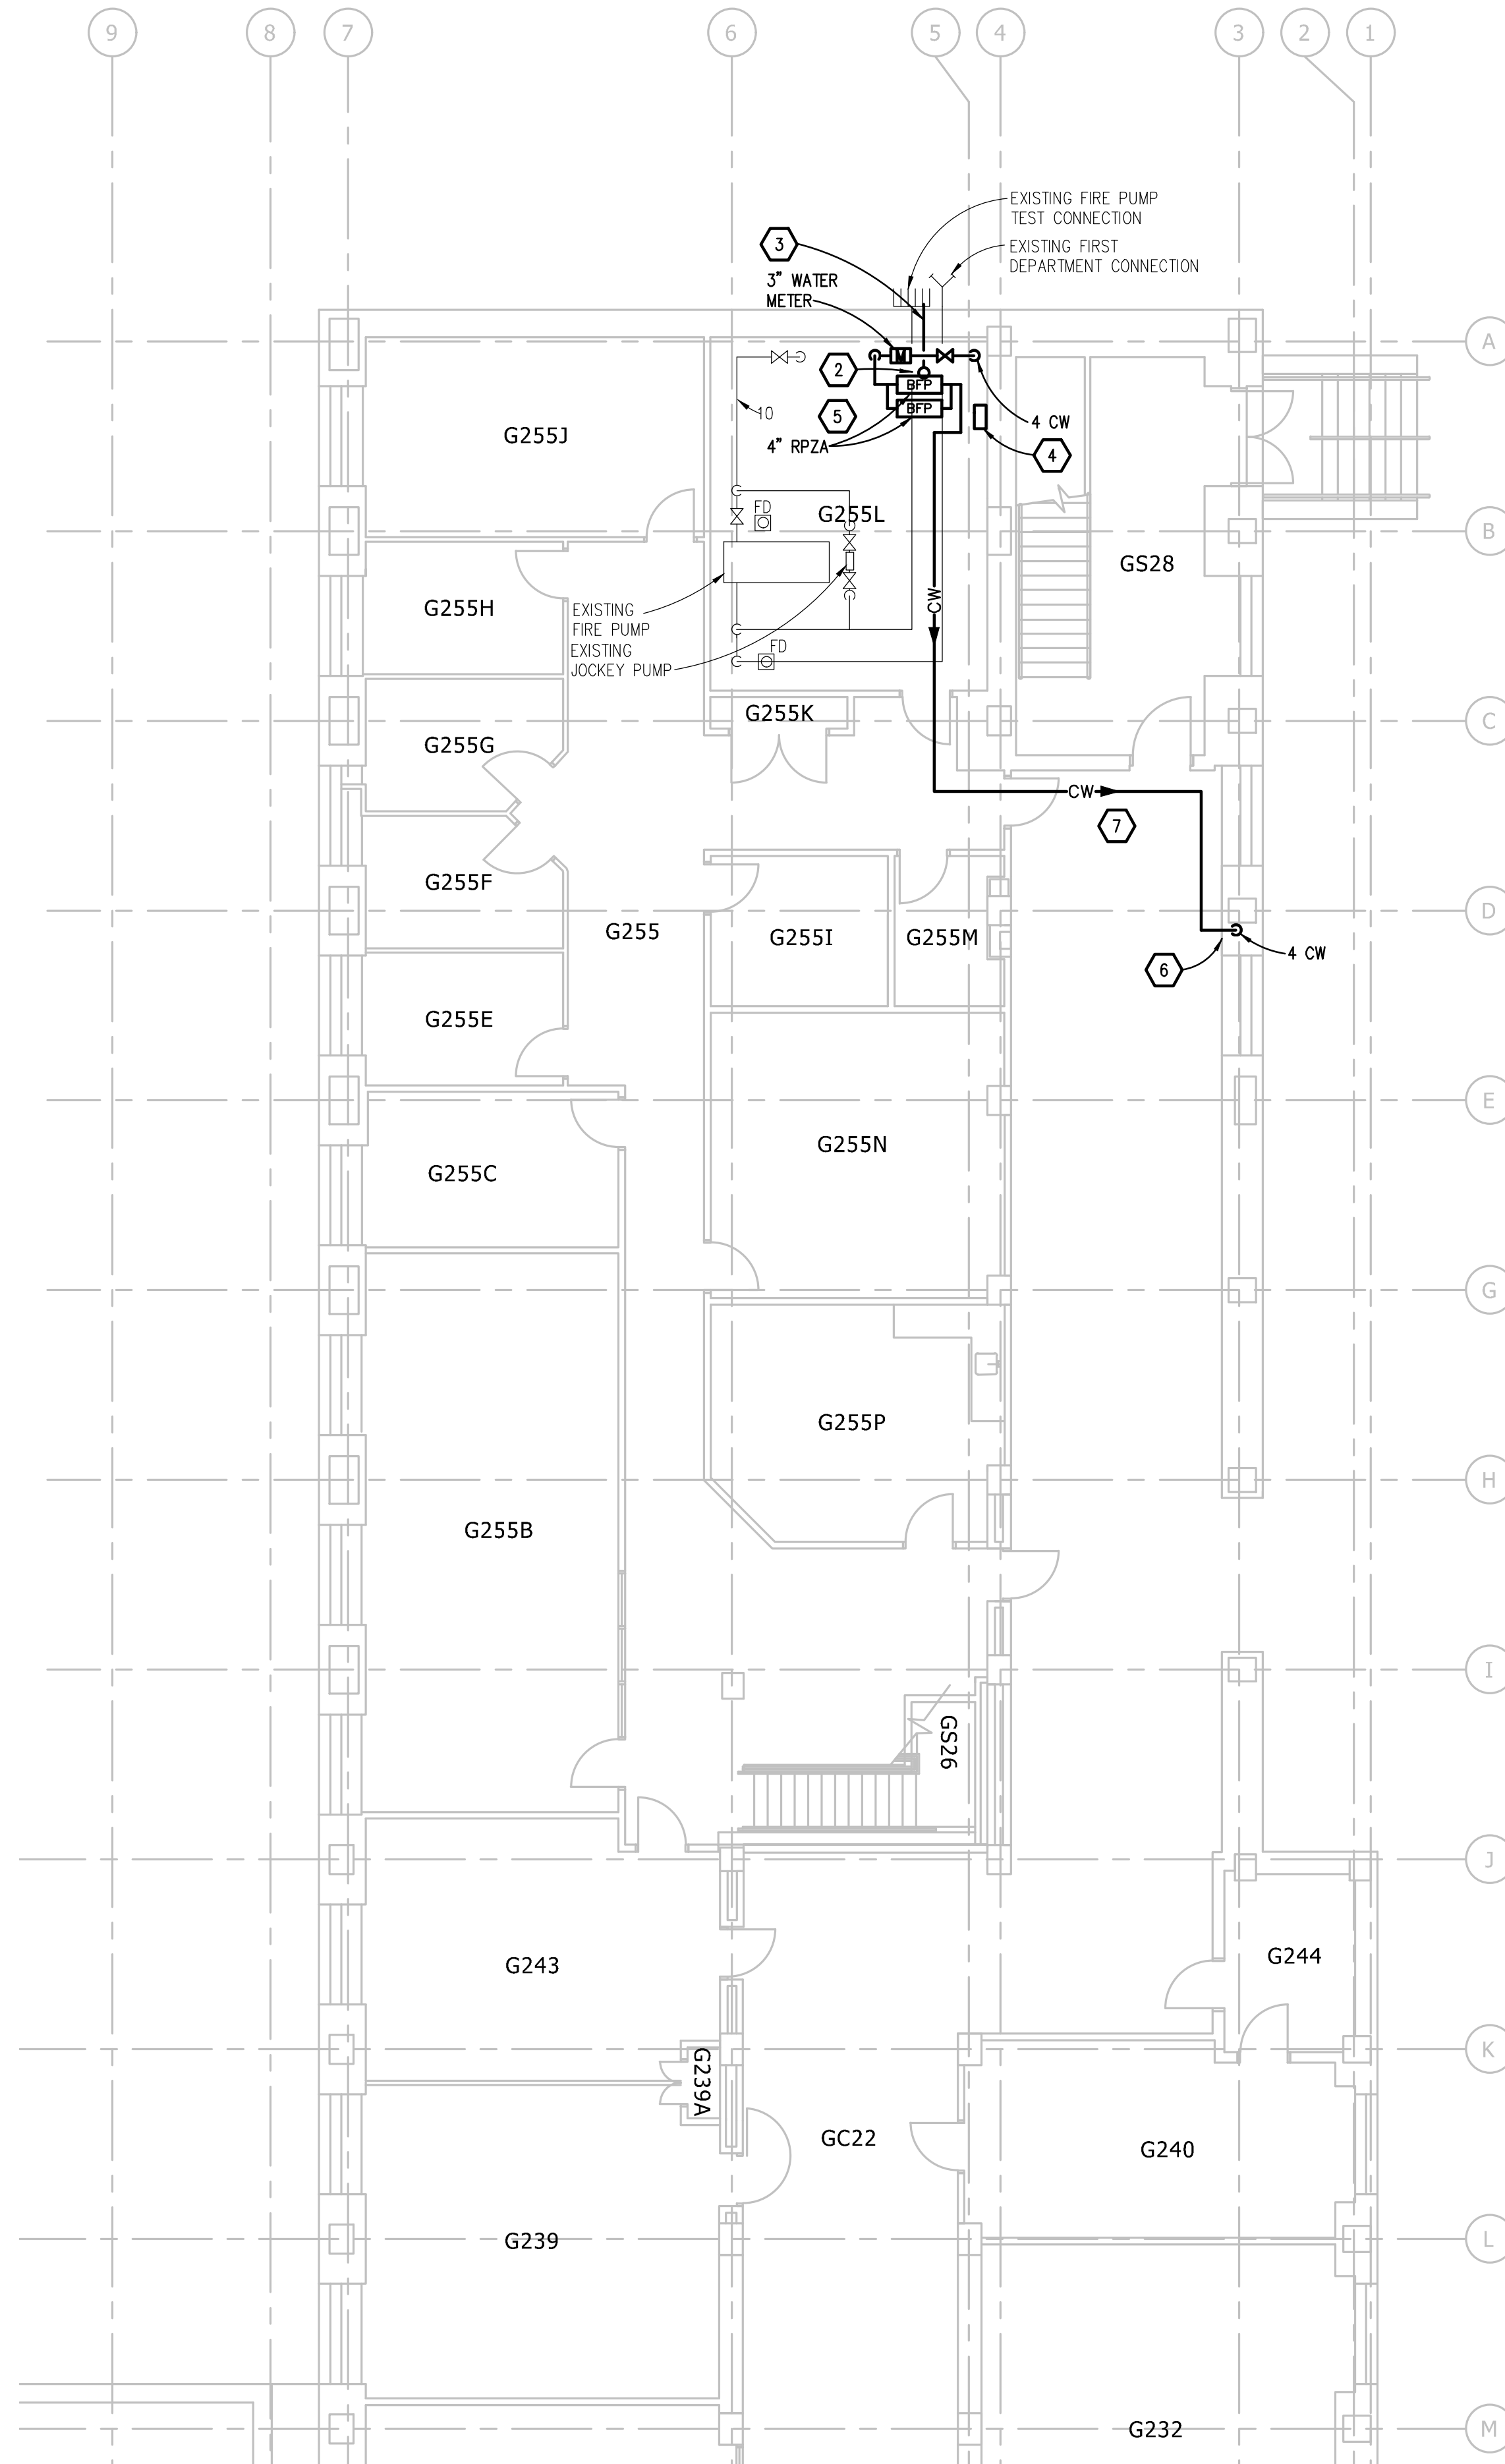 9 8 7 6 5 4 3 2 1
EXISTING FIRE PUMP
TEST CONNECTION
3
EXISTING FIRST
DEPARTMENT CONNECTION
3" WATER
METER
A
M
2
BFP
BFP
10
5
4 CW
G255J
4" RPZA
4
FD
G255L
B
GS28
CW
G255H
EXISTING
FIRE PUMP
EXISTING
JOCKEY PUMP
FD
G255K
C
G255G
CW
7
G255F
D
G255
G255I
G255M
4 CW
6
G255E
E
G255N
G255C
G
G255P
H
G255B
I
GS26
J
G243
G244
K
G239A
GC22
G240
G239
L
G232
M